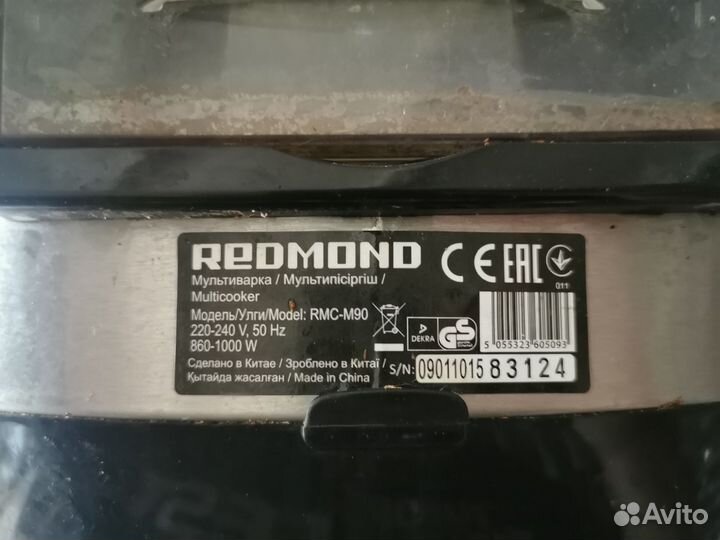 REDMOND CE EAC
Мультиварка / Мультипісіргіш /
Multicooker
Модель/Улги/Model: RMC-M90
220-240 V, 50 Hz
860-1000 W
Сделано в Китае / Зроблено в Китаї /
Қытайда жасалған / Made in China
011
DEKRA GS
5 055323 605093
S/N: 09011015 83124
Avito